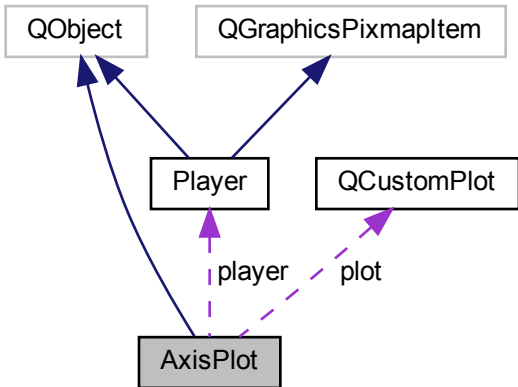 QObject
QGraphicsPixmapItem
Player
QCustomPlot
player
plot
AxisPlot